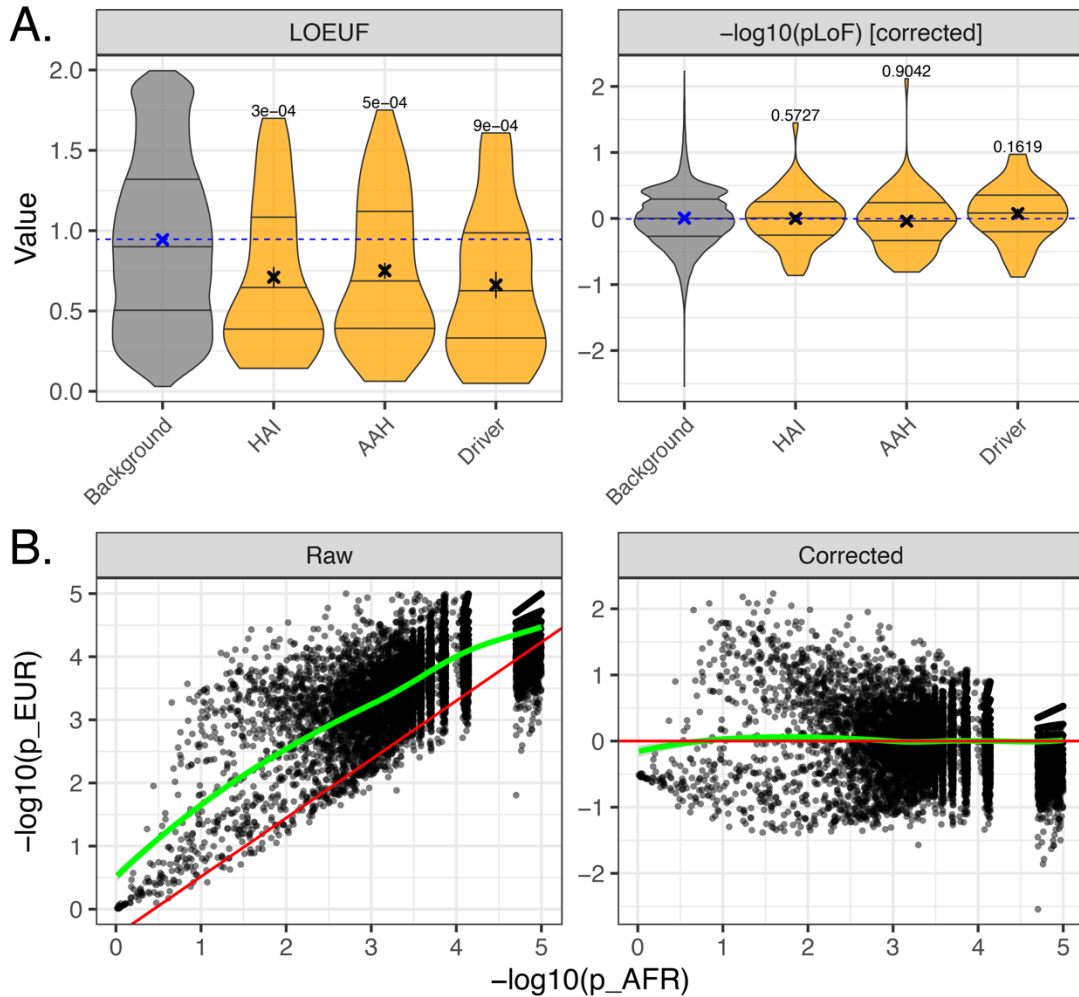 A.
LOEUF
−log10(pLoF) [corrected]
Value
2.0
1.5
1.0
0.5
0.0
3e−04
5e−04
9e−04
Background
HAI
AAH
Driver
2
1
0
−1
−2
0.5727
0.9042
0.1619
Background
HAI
AAH
Driver
B.
Raw
Corrected
−log10(p_EUR)
5
4
3
2
1
0
0 1 2 3 4 5
2
1
0
−1
−2
0 1 2 3 4 5
−log10(p_AFR)